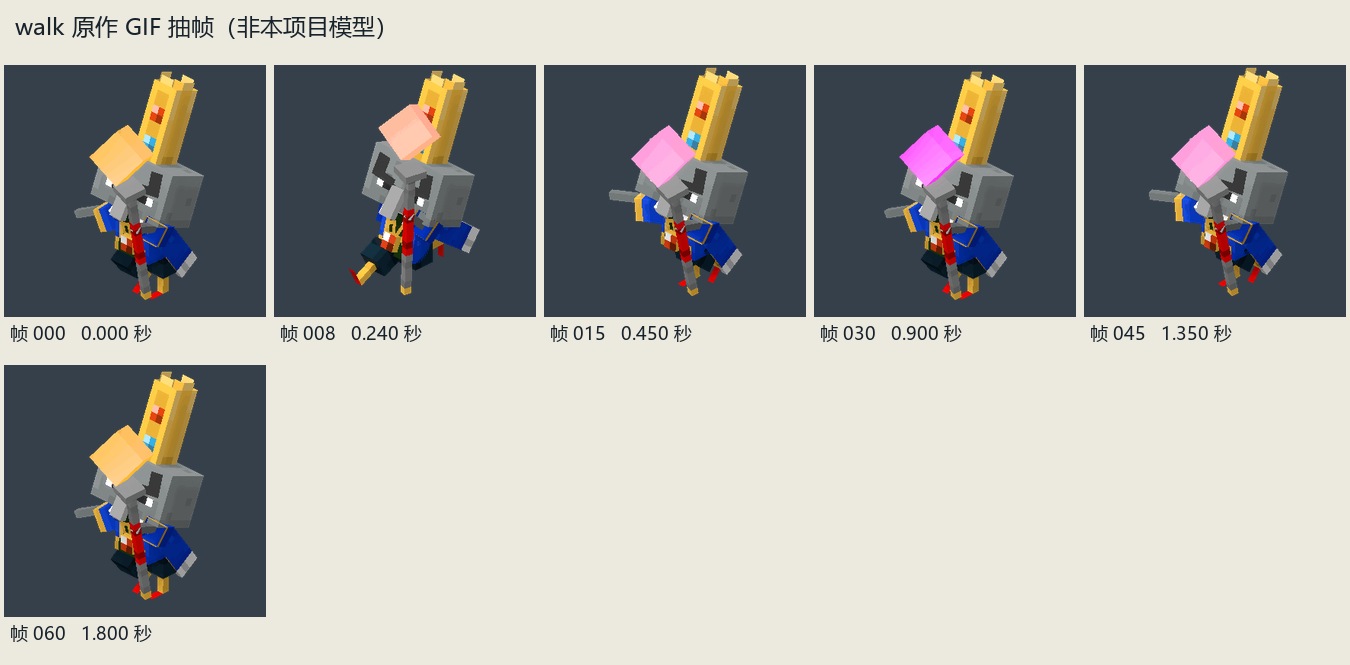 walk 原作 GIF 抽帧（非本项目模型）
帧 000   0.000 秒
帧 008   0.240 秒
帧 015   0.450 秒
帧 030   0.900 秒
帧 045   1.350 秒
帧 060   1.800 秒